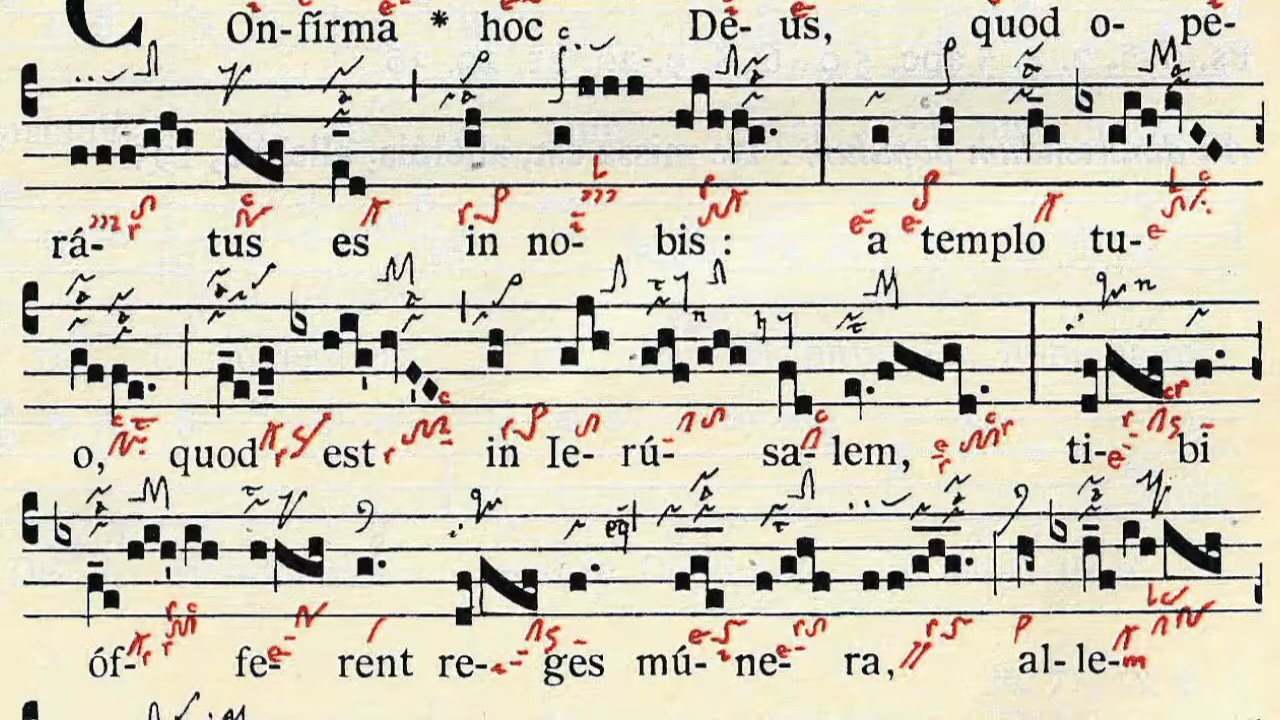 COn-fírma * hoc Dé- us, quod o- pe-
rá- tus es in no- bis : a templo tu-
o, quod est in Ie- rú- sa- lem, ti- bi
óf- fe- rent re- ges mú- ne- ra, al- le-